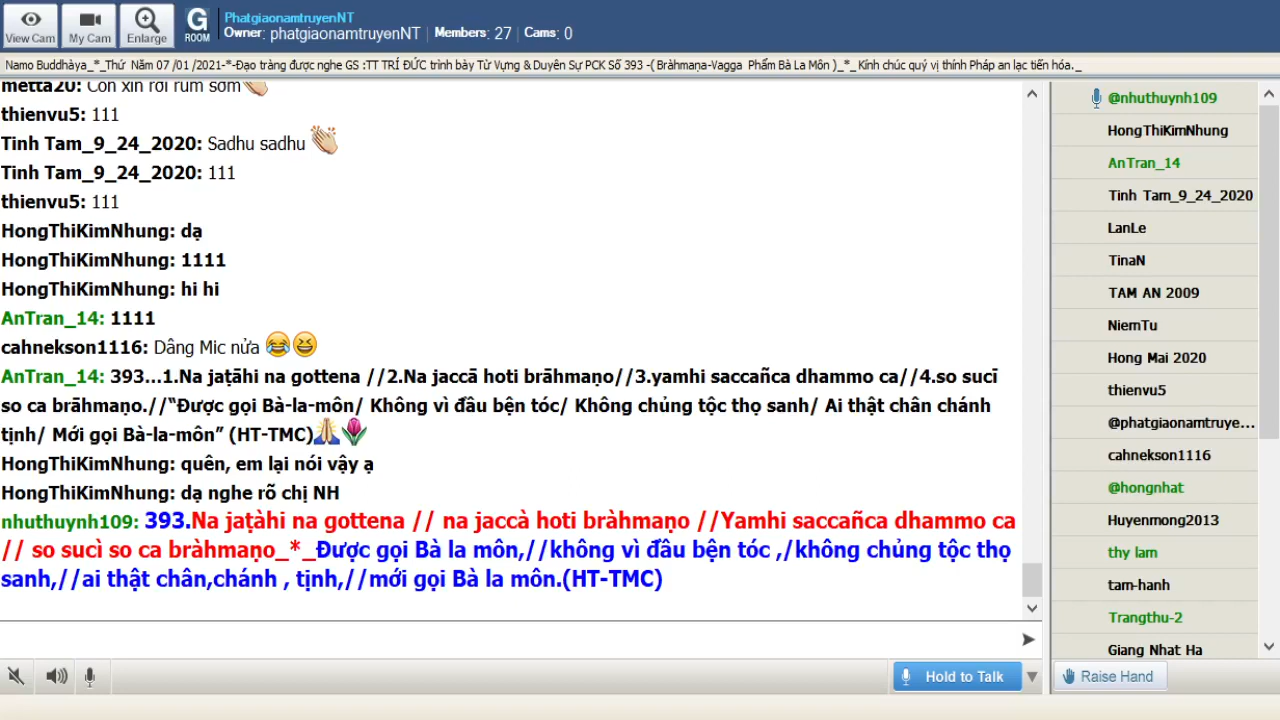 View Cam
My Cam
Enlarge
G
ROOM
PhatgiaonamtruyenNT
Owner: phatgiaonamtruyenNT | Members: 27 | Cams: 0
Namo Buddhàya_*_Thứ Năm 07 /01 /2021-*-Đạo tràng được nghe GS :TT TRÍ ĐỨC trình bày Từ Vựng & Duyên Sự PCK Số 393 -( Bràhmaṇa-Vagga Phẩm Bà La Môn )_*_ Kính chúc quý vị thính Pháp an lạc tiến hóa._
metta20: Con xin rời rum sớm
thienvu5: 111
Tinh Tam_9_24_2020: Sadhu sadhu
Tinh Tam_9_24_2020: 111
thienvu5: 111
HongThiKimNhung: dạ
HongThiKimNhung: 1111
HongThiKimNhung: hi hi
AnTran_14: 1111
cahnekson1116: Dâng Mic nửa
AnTran_14: 393...1.Na jaṭāhi na gottena //2.Na jaccā hoti brāhmaṇo//3.yamhi saccañca dhammo ca//4.so sucī
so ca brāhmaṇo.//“Được gọi Bà-la-môn/ Không vì đầu bện tóc/ Không chủng tộc thọ sanh/ Ai thật chân chánh
tịnh/ Mới gọi Bà-la-môn” (HT-TMC)
HongThiKimNhung: quên, em lại nói vậy ạ
HongThiKimNhung: dạ nghe rõ chị NH
nhuthuynh109: 393.Na jaṭàhi na gottena // na jaccà hoti bràhmaṇo //Yamhi saccañca dhammo ca
// so sucì so ca bràhmaṇo_*_Được gọi Bà la môn,//không vì đầu bện tóc ,/không chủng tộc thọ
sanh,//ai thật chân,chánh , tịnh,//mới gọi Bà la môn.(HT-TMC)
Hold to Talk
@nhuthuynh109
HongThiKimNhung
AnTran_14
Tinh Tam_9_24_2020
LanLe
TinaN
TAM AN 2009
NiemTu
Hong Mai 2020
thienvu5
@phatgiaonamtruye...
cahnekson1116
@hongnhat
Huyenmong2013
thy lam
tam-hanh
Trangthu-2
Giang Nhat Ha
Raise Hand